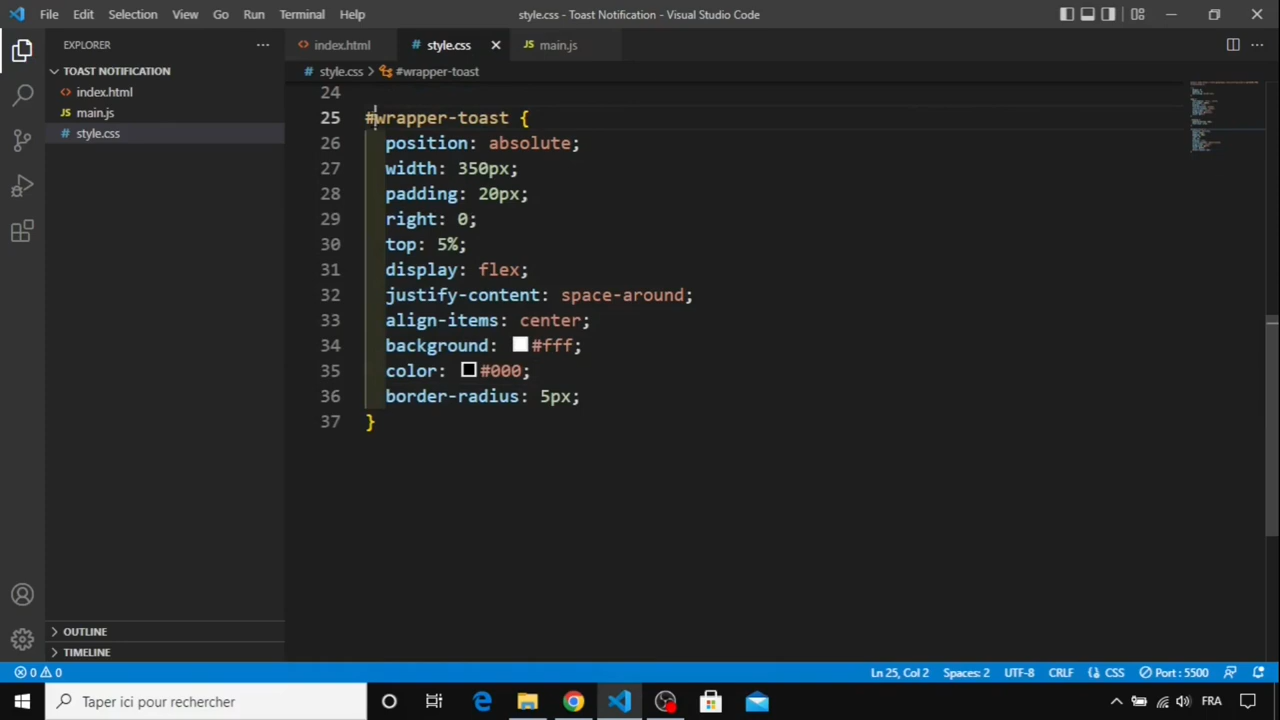 File Edit Selection View Go Run Terminal Help style.css - Toast Notification - Visual Studio Code
EXPLORER
index.html
style.css
main.js
TOAST NOTIFICATION
index.html
main.js
style.css
style.css > #wrapper-toast
24
25 #wrapper-toast {
26 position: absolute;
27 width: 350px;
28 padding: 20px;
29 right: 0;
30 top: 5%;
31 display: flex;
32 justify-content: space-around;
33 align-items: center;
34 background: #fff;
35 color: #000;
36 border-radius: 5px;
37 }
OUTLINE
TIMELINE
0 0 Ln 25, Col 2 Spaces: 2 UTF-8 CRLF CSS Port : 5500
Taper ici pour rechercher FRA